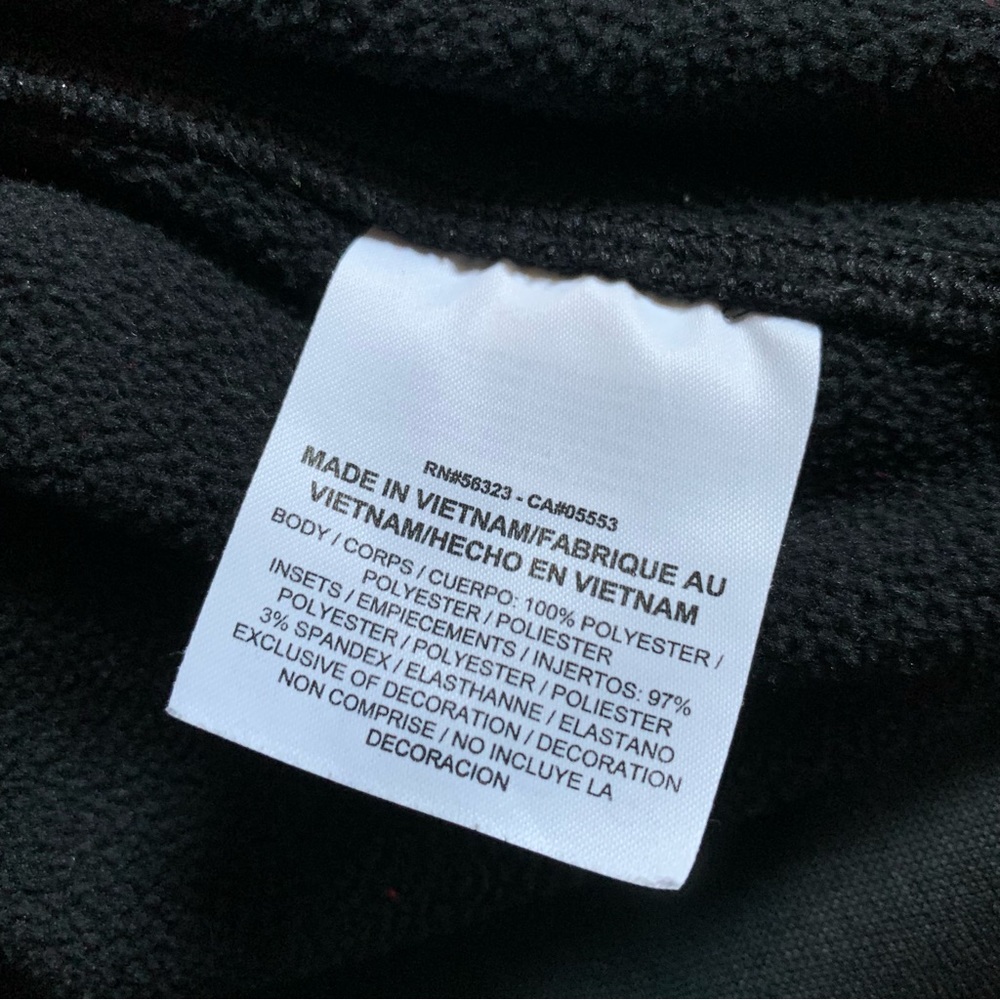 RN#56323 - CA#05553
MADE IN VIETNAM/FABRIQUE AU
VIETNAM/HECHO EN VIETNAM
BODY / CORPS / CUERPO: 100% POLYESTER /
POLYESTER / POLIESTER
INSETS / EMPIECEMENTS / INJERTOS: 97%
POLYESTER / POLYESTER / POLIESTER
3% SPANDEX / ELASTHANNE / ELASTANO
EXCLUSIVE OF DECORATION / DECORATION
NON COMPRISE / NO INCLUYE LA
DECORACION